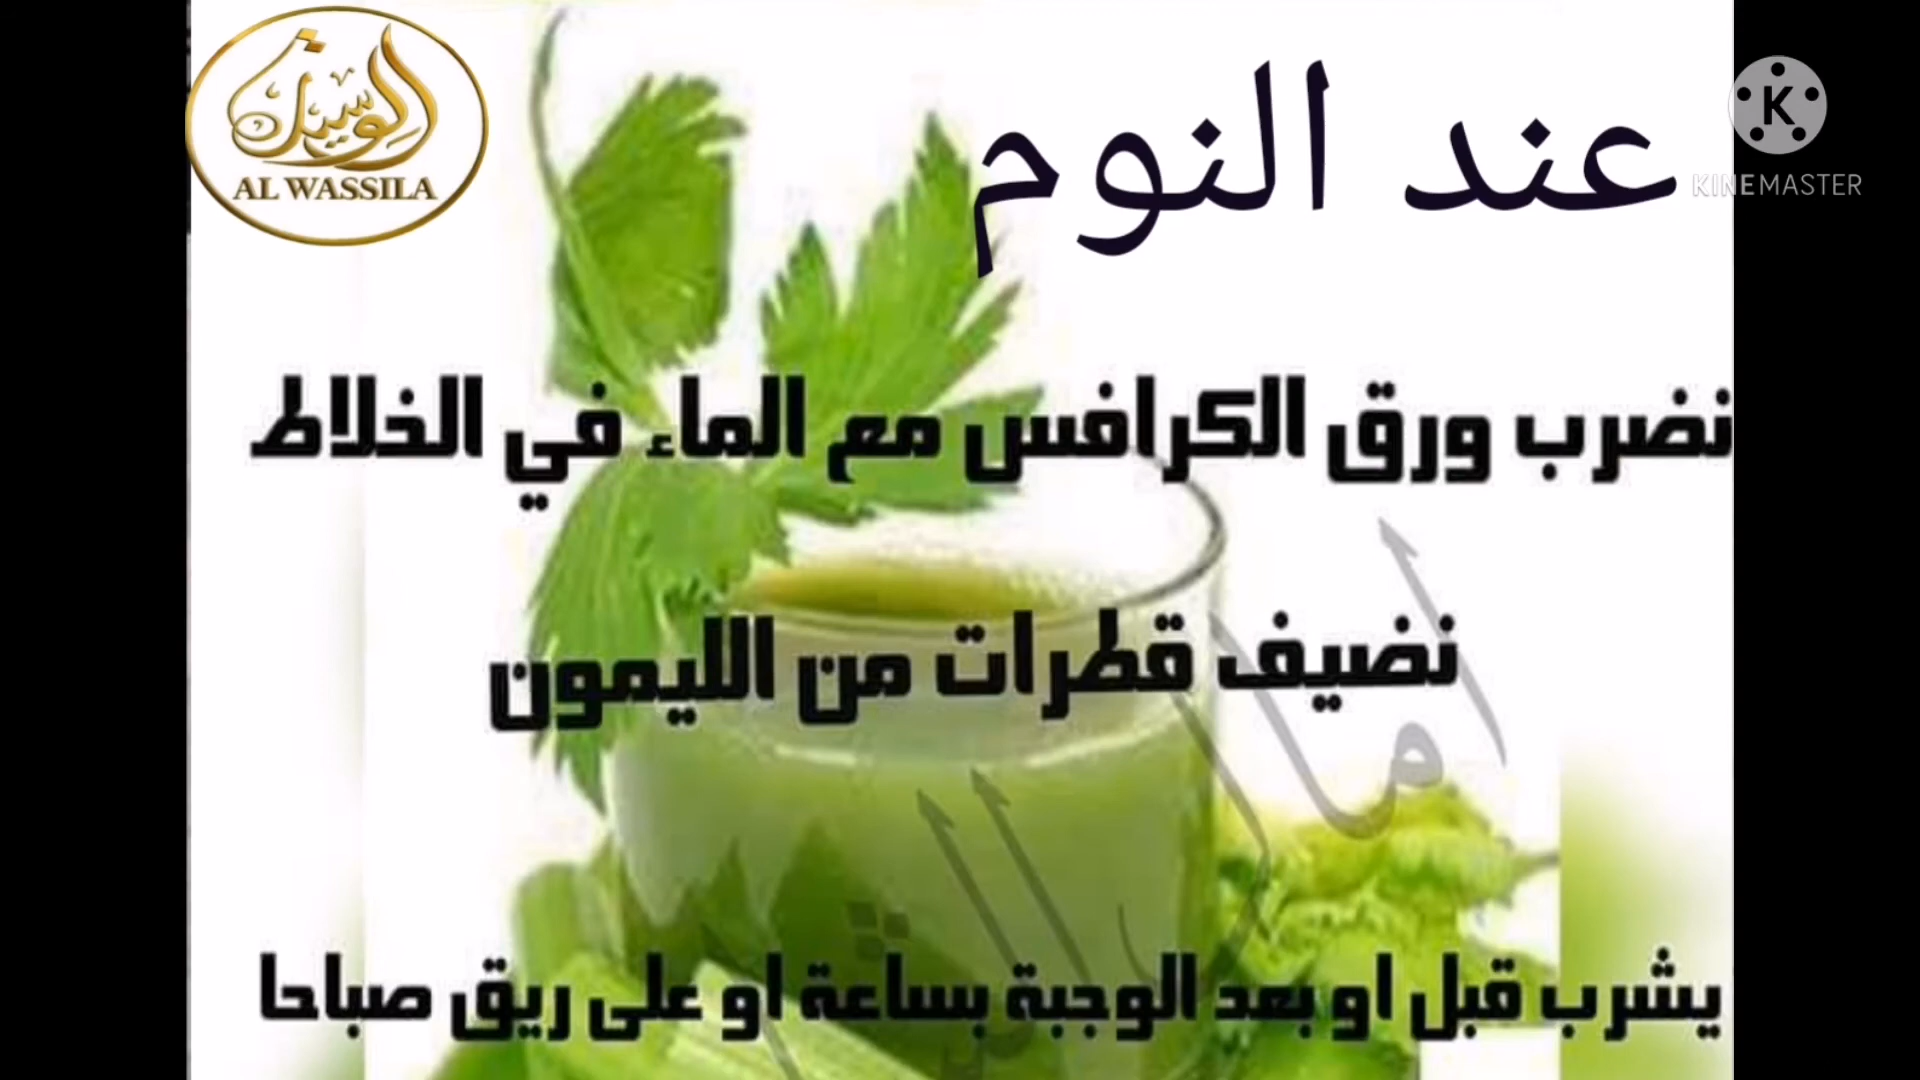 الوسيلة
AL WASSILA
عند النوم
K
KINEMASTER
نضرب ورق الكرافس مع الماء في الخلاط
نضيف قطرات من الليمون
يشرب قبل او بعد الوجبة بساعة او على ريق صباحا